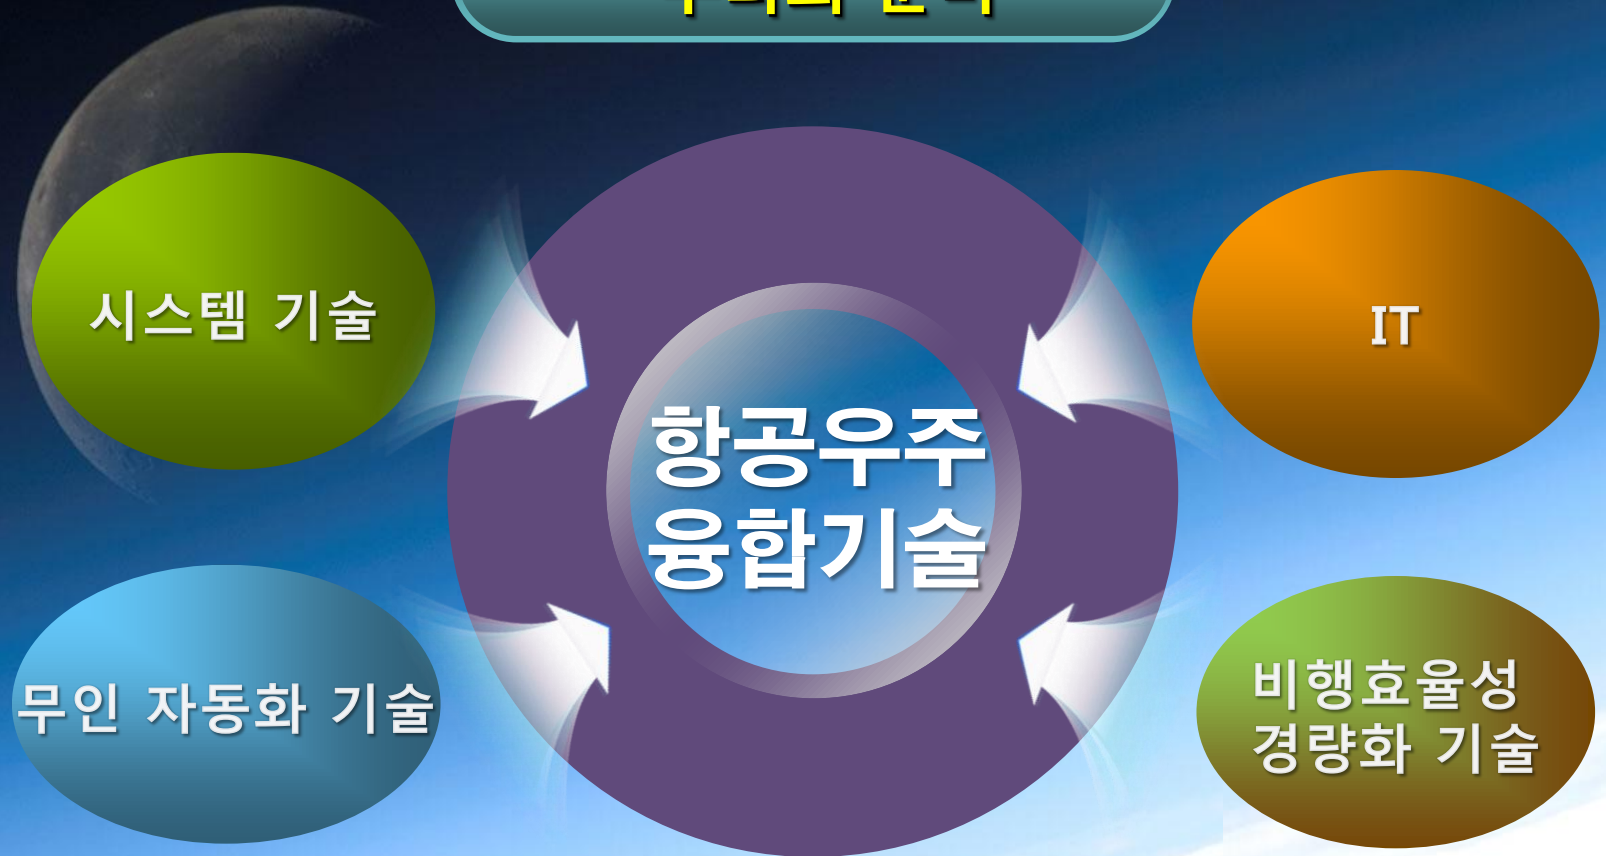 시스템 기술
IT
항공우주
융합기술
무인 자동화 기술
비행효율성
경량화 기술